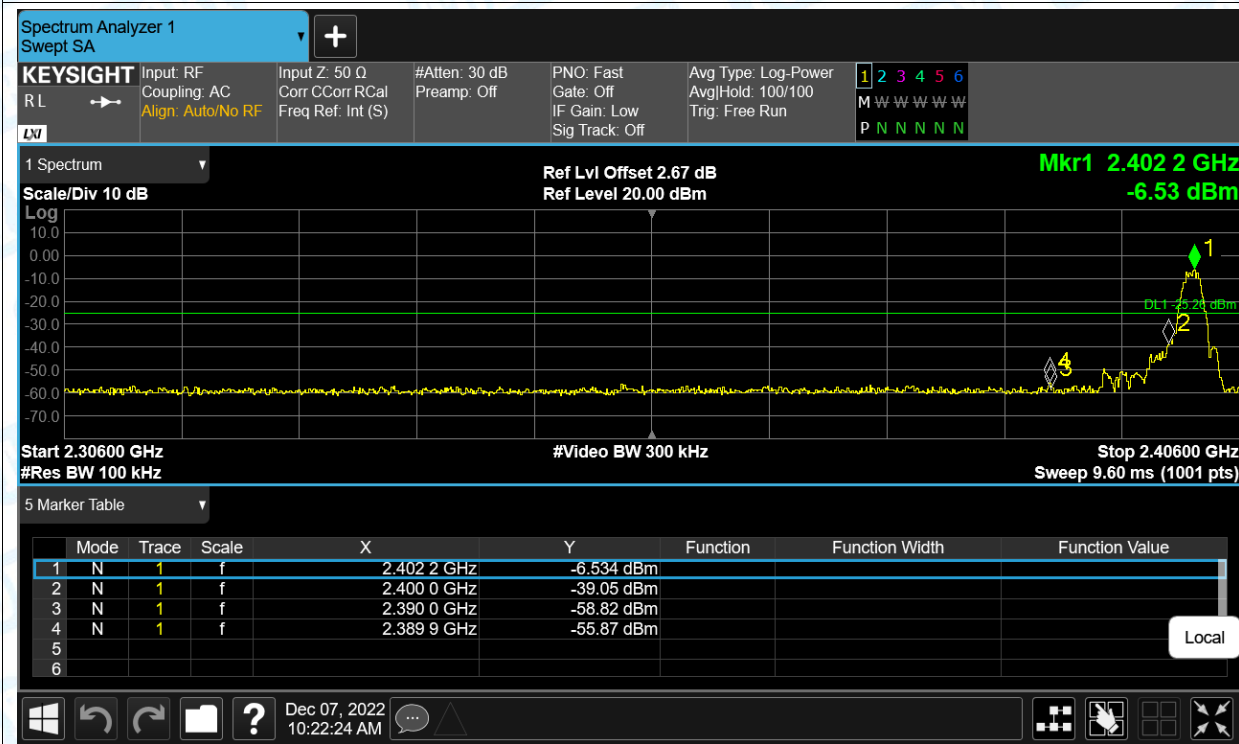 Spectrum Analyzer 1
Swept SA
▼
+
KEYSIGHT
R L
LXI
Input: RF
Coupling: AC
Align: Auto/No RF
Input Z: 50 Ω
Corr CCorr RCal
Freq Ref: Int (S)
#Atten: 30 dB
Preamp: Off
PNO: Fast
Gate: Off
IF Gain: Low
Sig Track: Off
Avg Type: Log-Power
Avg|Hold: 100/100
Trig: Free Run
1 2 3 4 5 6
M W W W W W
P N N N N N
1 Spectrum ▼
Scale/Div 10 dB
Ref Lvl Offset 2.67 dB
Ref Level 20.00 dBm
Mkr1 2.402 2 GHz
-6.53 dBm
Log
10.0
0.00
-10.0
-20.0
-30.0
-40.0
-50.0
-60.0
-70.0
1
DL1 -25.26 dBm
2
4
3
Start 2.30600 GHz
#Res BW 100 kHz
#Video BW 300 kHz
Stop 2.40600 GHz
Sweep 9.60 ms (1001 pts)
5 Marker Table ▼
Mode Trace Scale X Y Function Function Width Function Value
1 N 1 f 2.402 2 GHz -6.534 dBm
2 N 1 f 2.400 0 GHz -39.05 dBm
3 N 1 f 2.390 0 GHz -58.82 dBm
4 N 1 f 2.389 9 GHz -55.87 dBm
5
6
Local
?
Dec 07, 2022
10:22:24 AM